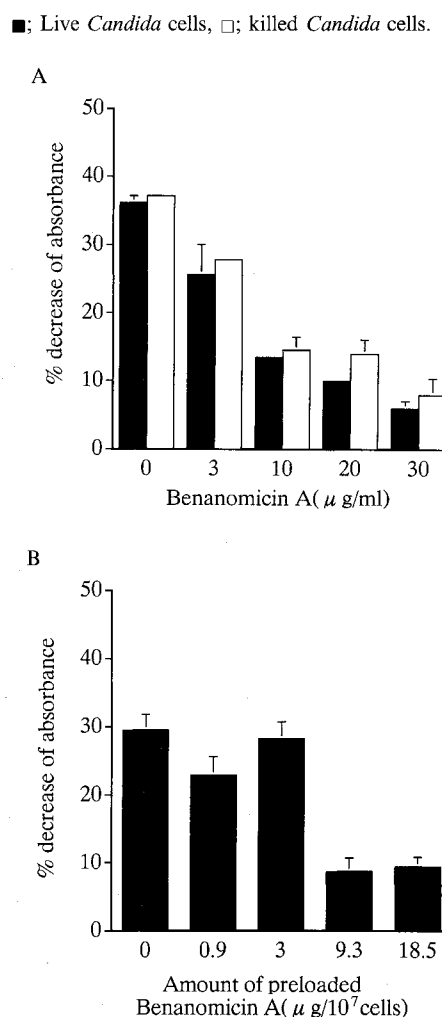 ■; Live Candida cells, □; killed Candida cells.
A
% decrease of absorbance
50
40
30
20
10
0
0 3 10 20 30
Benanomicin A( μ g/ml)
B
% decrease of absorbance
50
40
30
20
10
0
0 0.9 3 9.3 18.5
Amount of preloaded
Benanomicin A( μ g/10⁷cells)